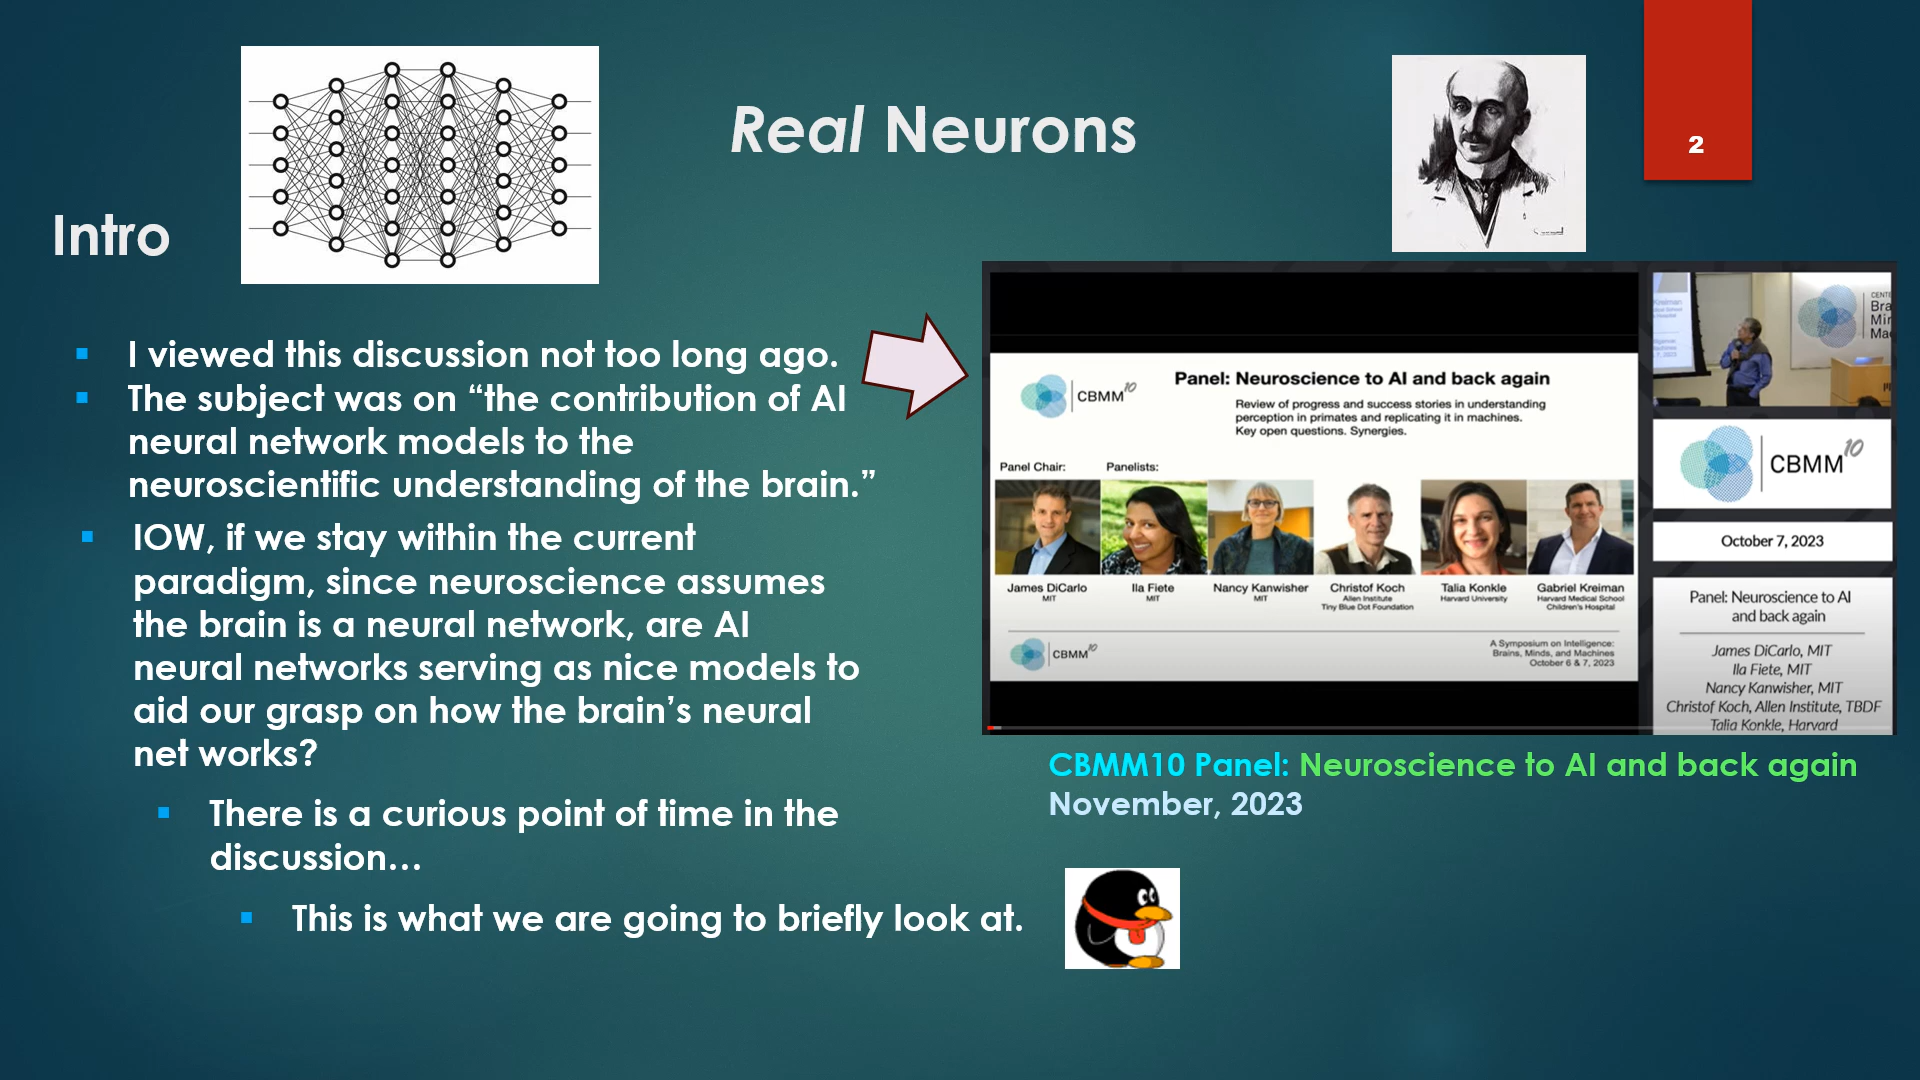 Real Neurons
2
Intro
I viewed this discussion not too long ago.
The subject was on “the contribution of AI
neural network models to the
neuroscientific understanding of the brain.”
IOW, if we stay within the current
paradigm, since neuroscience assumes
the brain is a neural network, are AI
neural networks serving as nice models to
aid our grasp on how the brain’s neural
net works?
There is a curious point of time in the
discussion…
This is what we are going to briefly look at.
CBMM10
Panel: Neuroscience to AI and back again
Review of progress and success stories in understanding
perception in primates and replicating it in machines.
Key open questions. Synergies.
Panel Chair: Panelists:
James DiCarlo
MIT
Ila Fiete
MIT
Nancy Kanwisher
MIT
Christof Koch
Allen Institute
Tiny Blue Dot Foundation
Talia Konkle
Harvard University
Gabriel Kreiman
Harvard Medical School
Children's Hospital
CBMM10
A Symposium on Intelligence:
Brains, Minds, and Machines
October 6 & 7, 2023
CENTE
Bra
Min
Mac
CBMM10
October 7, 2023
Panel: Neuroscience to AI
and back again
James DiCarlo, MIT
Ila Fiete, MIT
Nancy Kanwisher, MIT
Christof Koch, Allen Institute, TBDF
Talia Konkle, Harvard
CBMM10 Panel: Neuroscience to AI and back again
November, 2023